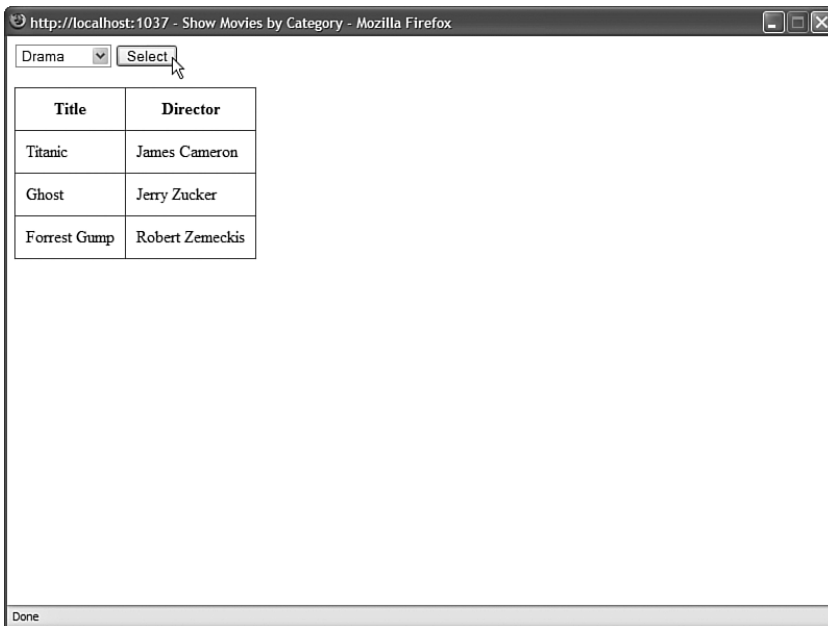 http://localhost:1037 - Show Movies by Category - Mozilla Firefox
Drama Select
Title Director
Titanic James Cameron
Ghost Jerry Zucker
Forrest Gump Robert Zemeckis
Done